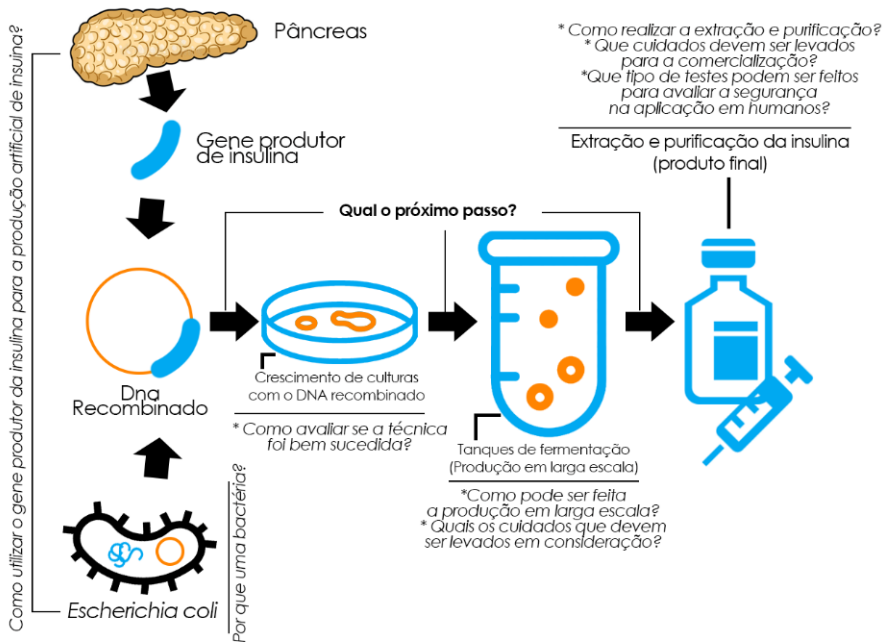 Como utilizar o gene produtor da insulina para a produção artificial de insuina?
Pâncreas
Gene produtor
de insulina
Dna
Recombinado
Escherichia coli
Por que uma bactéria?
Qual o próximo passo?
Crescimento de culturas
com o DNA recombinado
* Como avaliar se a técnica
foi bem sucedida?
Tanques de fermentação
(Produção em larga escala)
*Como pode ser feita
a produção em larga escala?
* Quais os cuidados que devem
ser levados em consideração?
* Como realizar a extração e purificação?
* Que cuidados devem ser levados
para a comercialização?
*Que tipo de testes podem ser feitos
para avaliar a segurança
na aplicação em humanos?
Extração e purificação da insulina
(produto final)